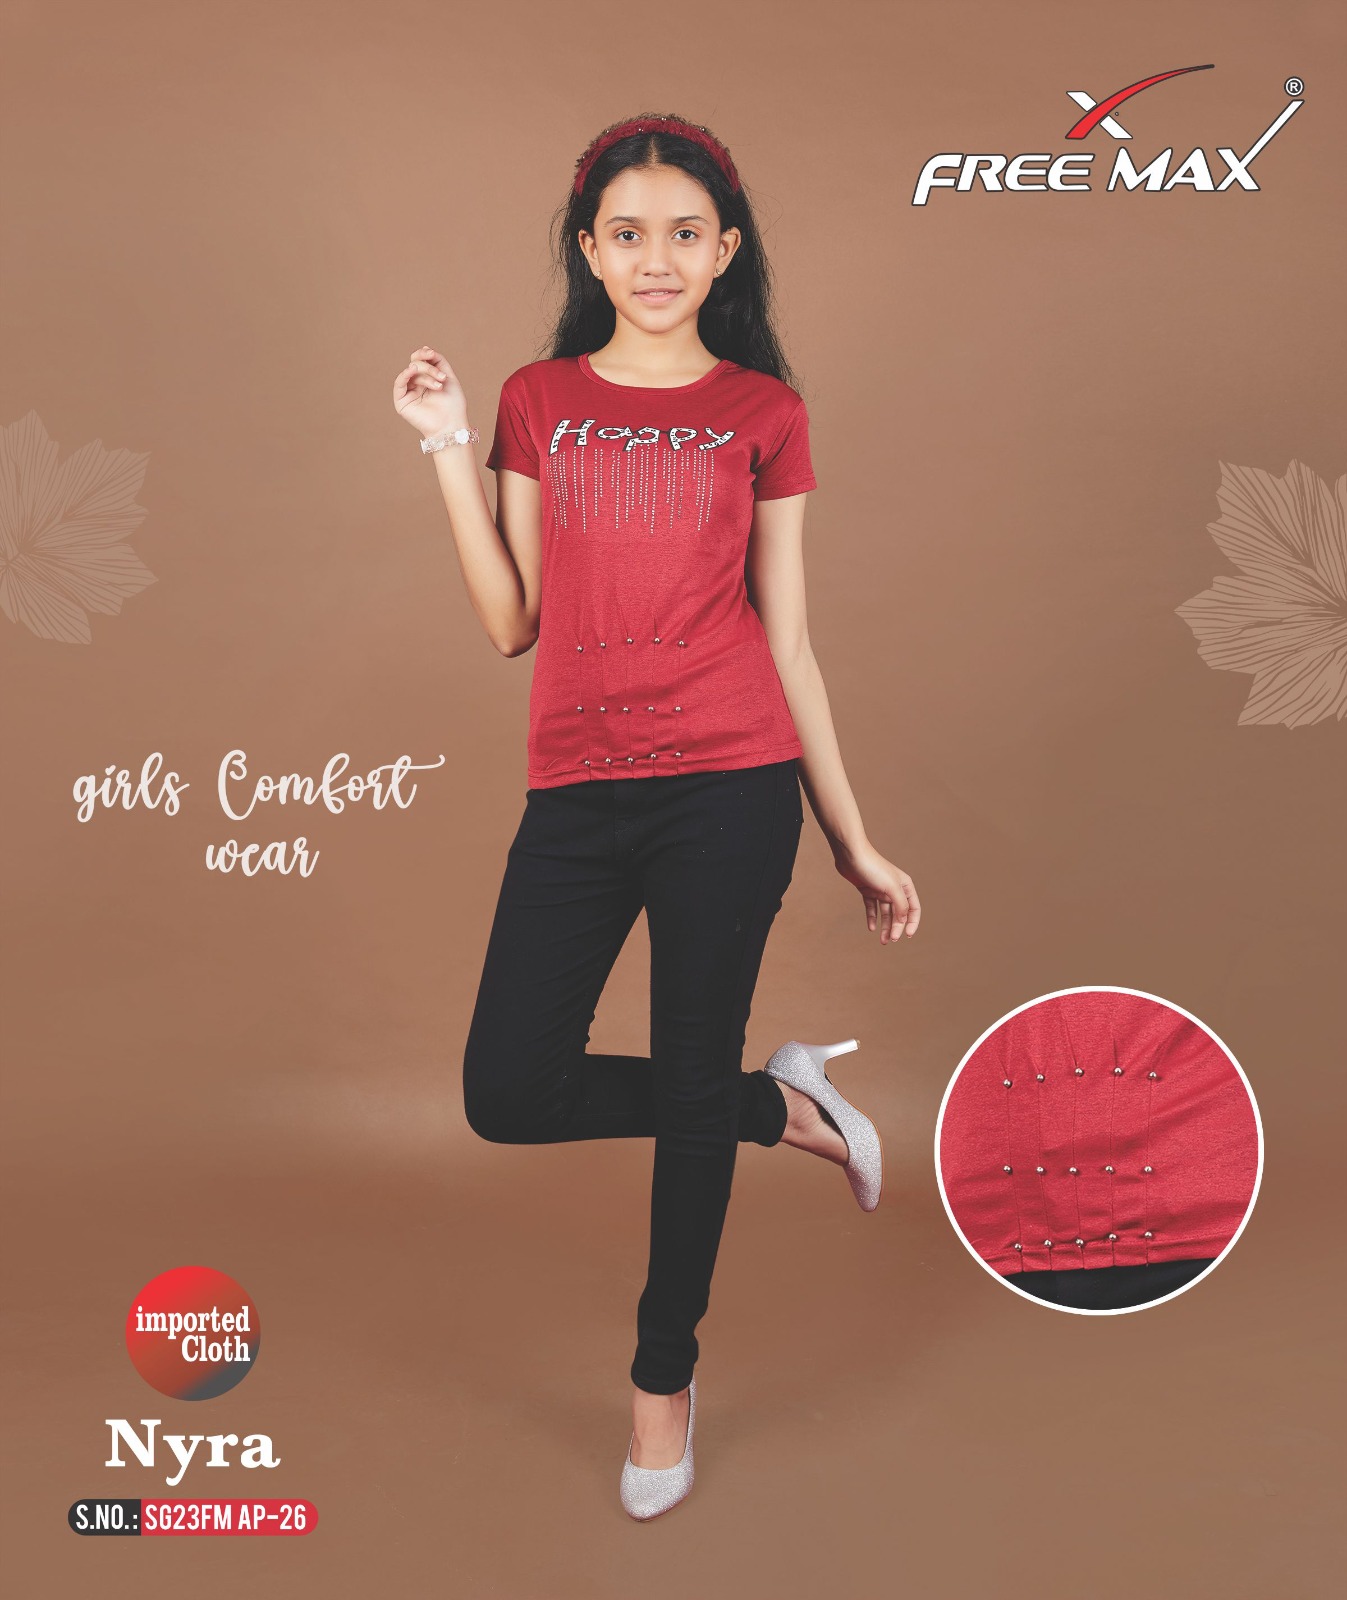 FREE MAX®
Happy
girls Comfort
wear
imported
Cloth
Nyra
S.NO.: SG23FM AP-26